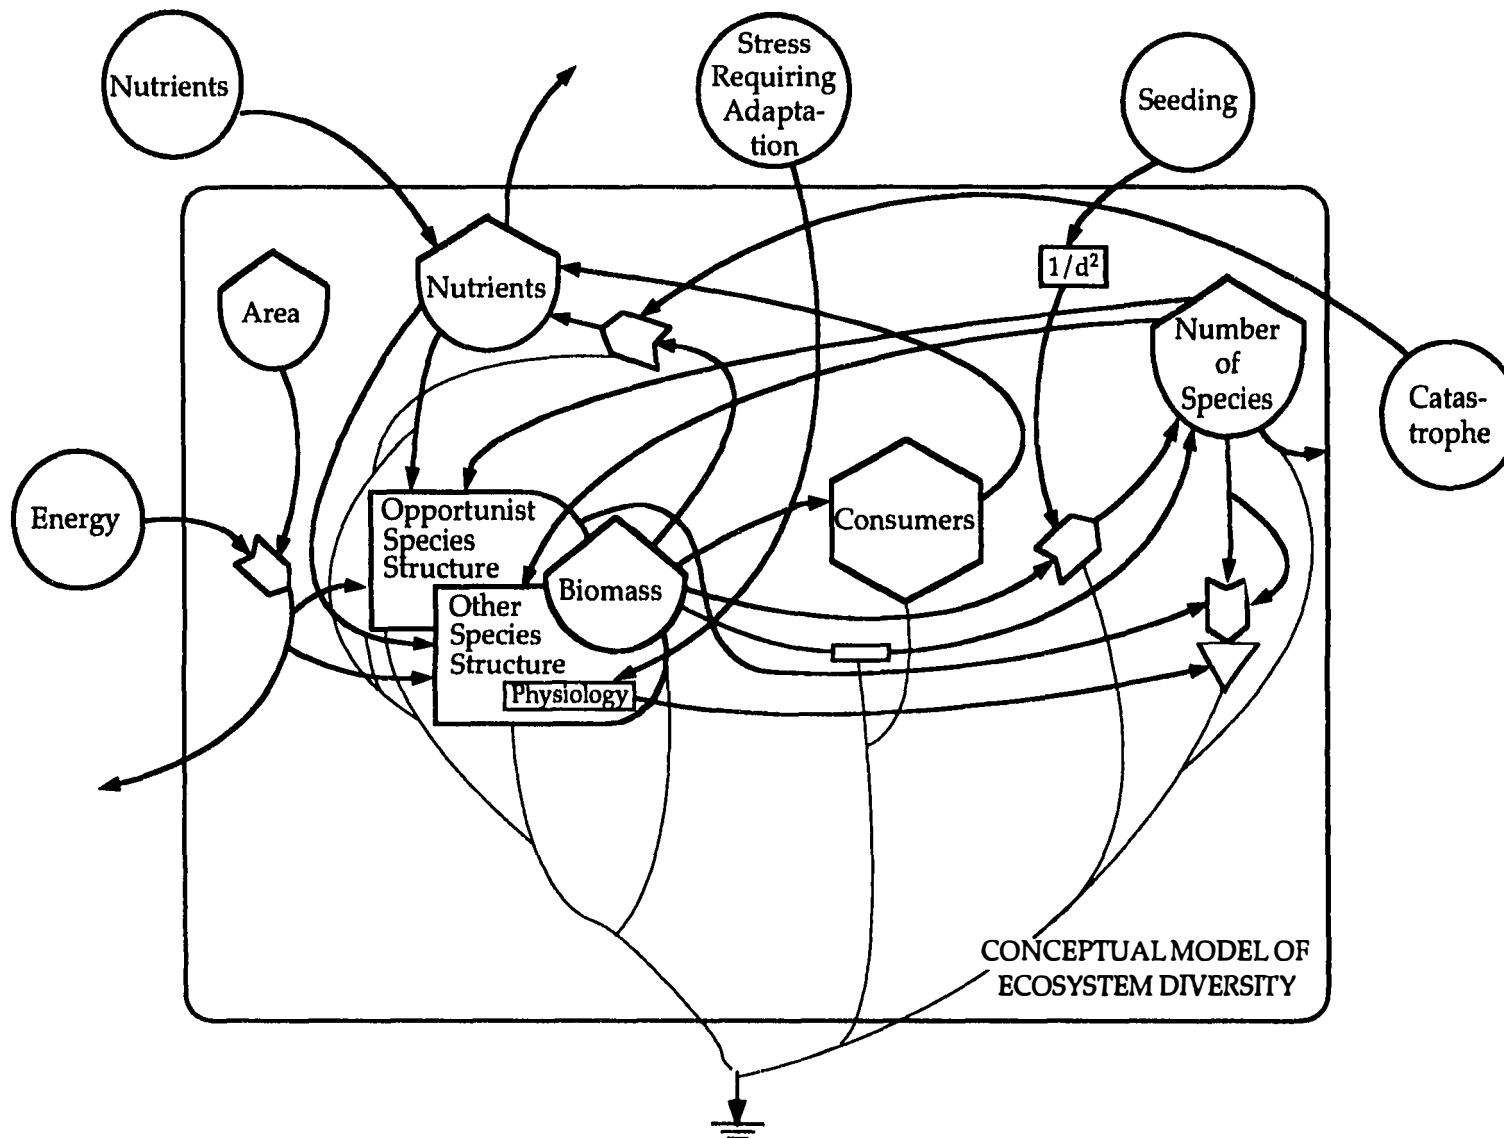 Nutrients
Stress
Requiring
Adapta-
tion
Seeding
1/d²
Area
Nutrients
Number
of
Species
Catas-
trophe
Energy
Opportunist
Species
Structure
Consumers
Biomass
Other
Species
Structure
Physiology
CONCEPTUAL MODEL OF
ECOSYSTEM DIVERSITY